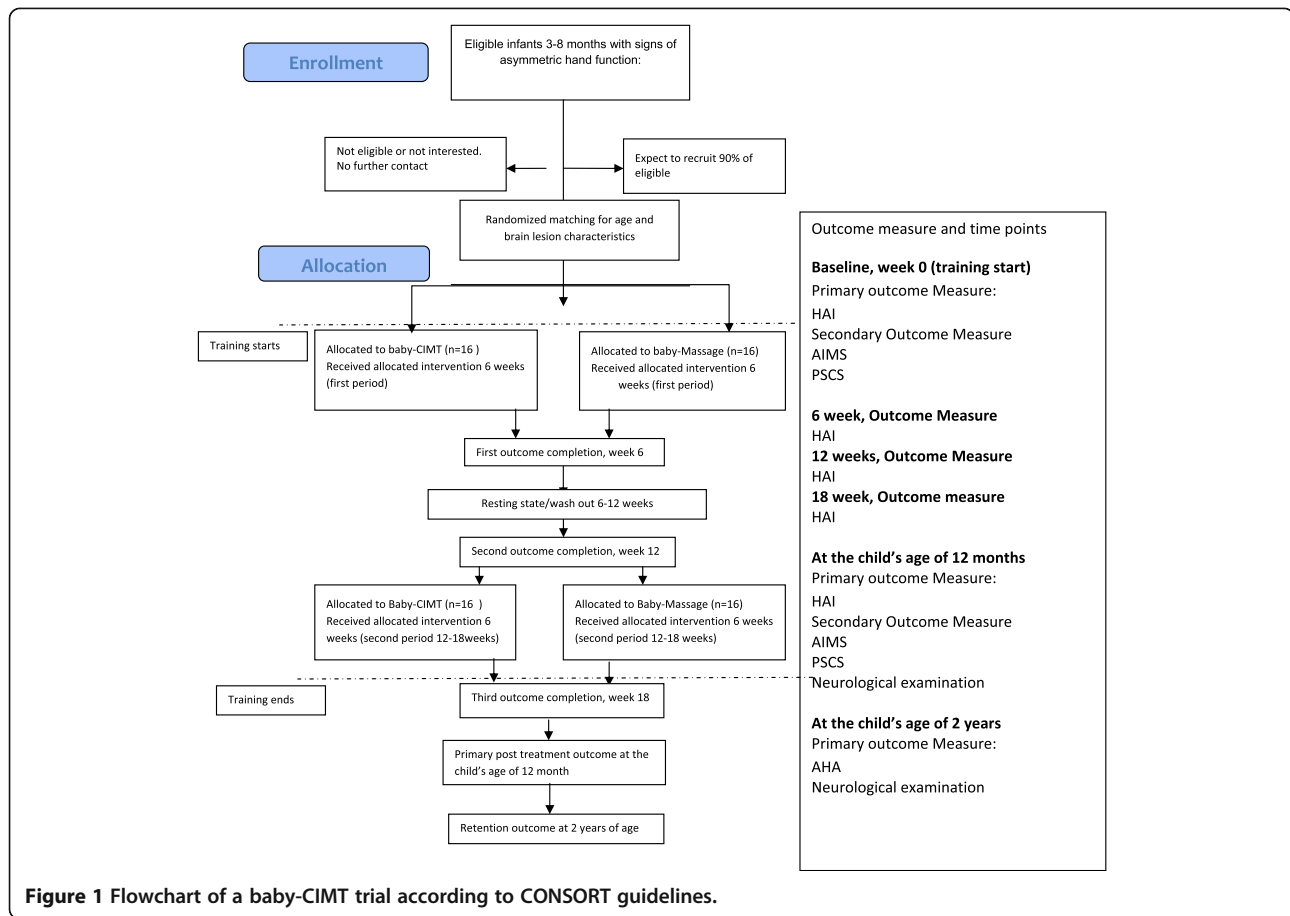 Enrollment
Eligible infants 3-8 months with signs of
asymmetric hand function:
Not eligible or not interested.
No further contact
Expect to recruit 90% of
eligible
Randomized matching for age and
brain lesion characteristics
Allocation
Training starts
Allocated to baby-CIMT (n=16 )
Received allocated intervention 6 weeks
(first period)
Allocated to baby-Massage (n=16)
Received allocated intervention 6
weeks (first period)
First outcome completion, week 6
Resting state/wash out 6-12 weeks
Second outcome completion, week 12
Allocated to Baby-CIMT (n=16 )
Received allocated intervention 6
weeks (second period 12-18weeks)
Allocated to Baby-Massage (n=16)
Received allocated intervention 6 weeks
(second period 12-18 weeks)
Training ends
Third outcome completion, week 18
Primary post treatment outcome at the
child's age of 12 month
Retention outcome at 2 years of age
Outcome measure and time points
Baseline, week 0 (training start)
Primary outcome Measure:
HAI
Secondary Outcome Measure
AIMS
PSCS
6 week, Outcome Measure
HAI
12 weeks, Outcome Measure
HAI
18 week, Outcome measure
HAI
At the child's age of 12 months
Primary outcome Measure:
HAI
Secondary Outcome Measure
AIMS
PSCS
Neurological examination
At the child's age of 2 years
Primary outcome Measure:
AHA
Neurological examination
Figure 1 Flowchart of a baby-CIMT trial according to CONSORT guidelines.